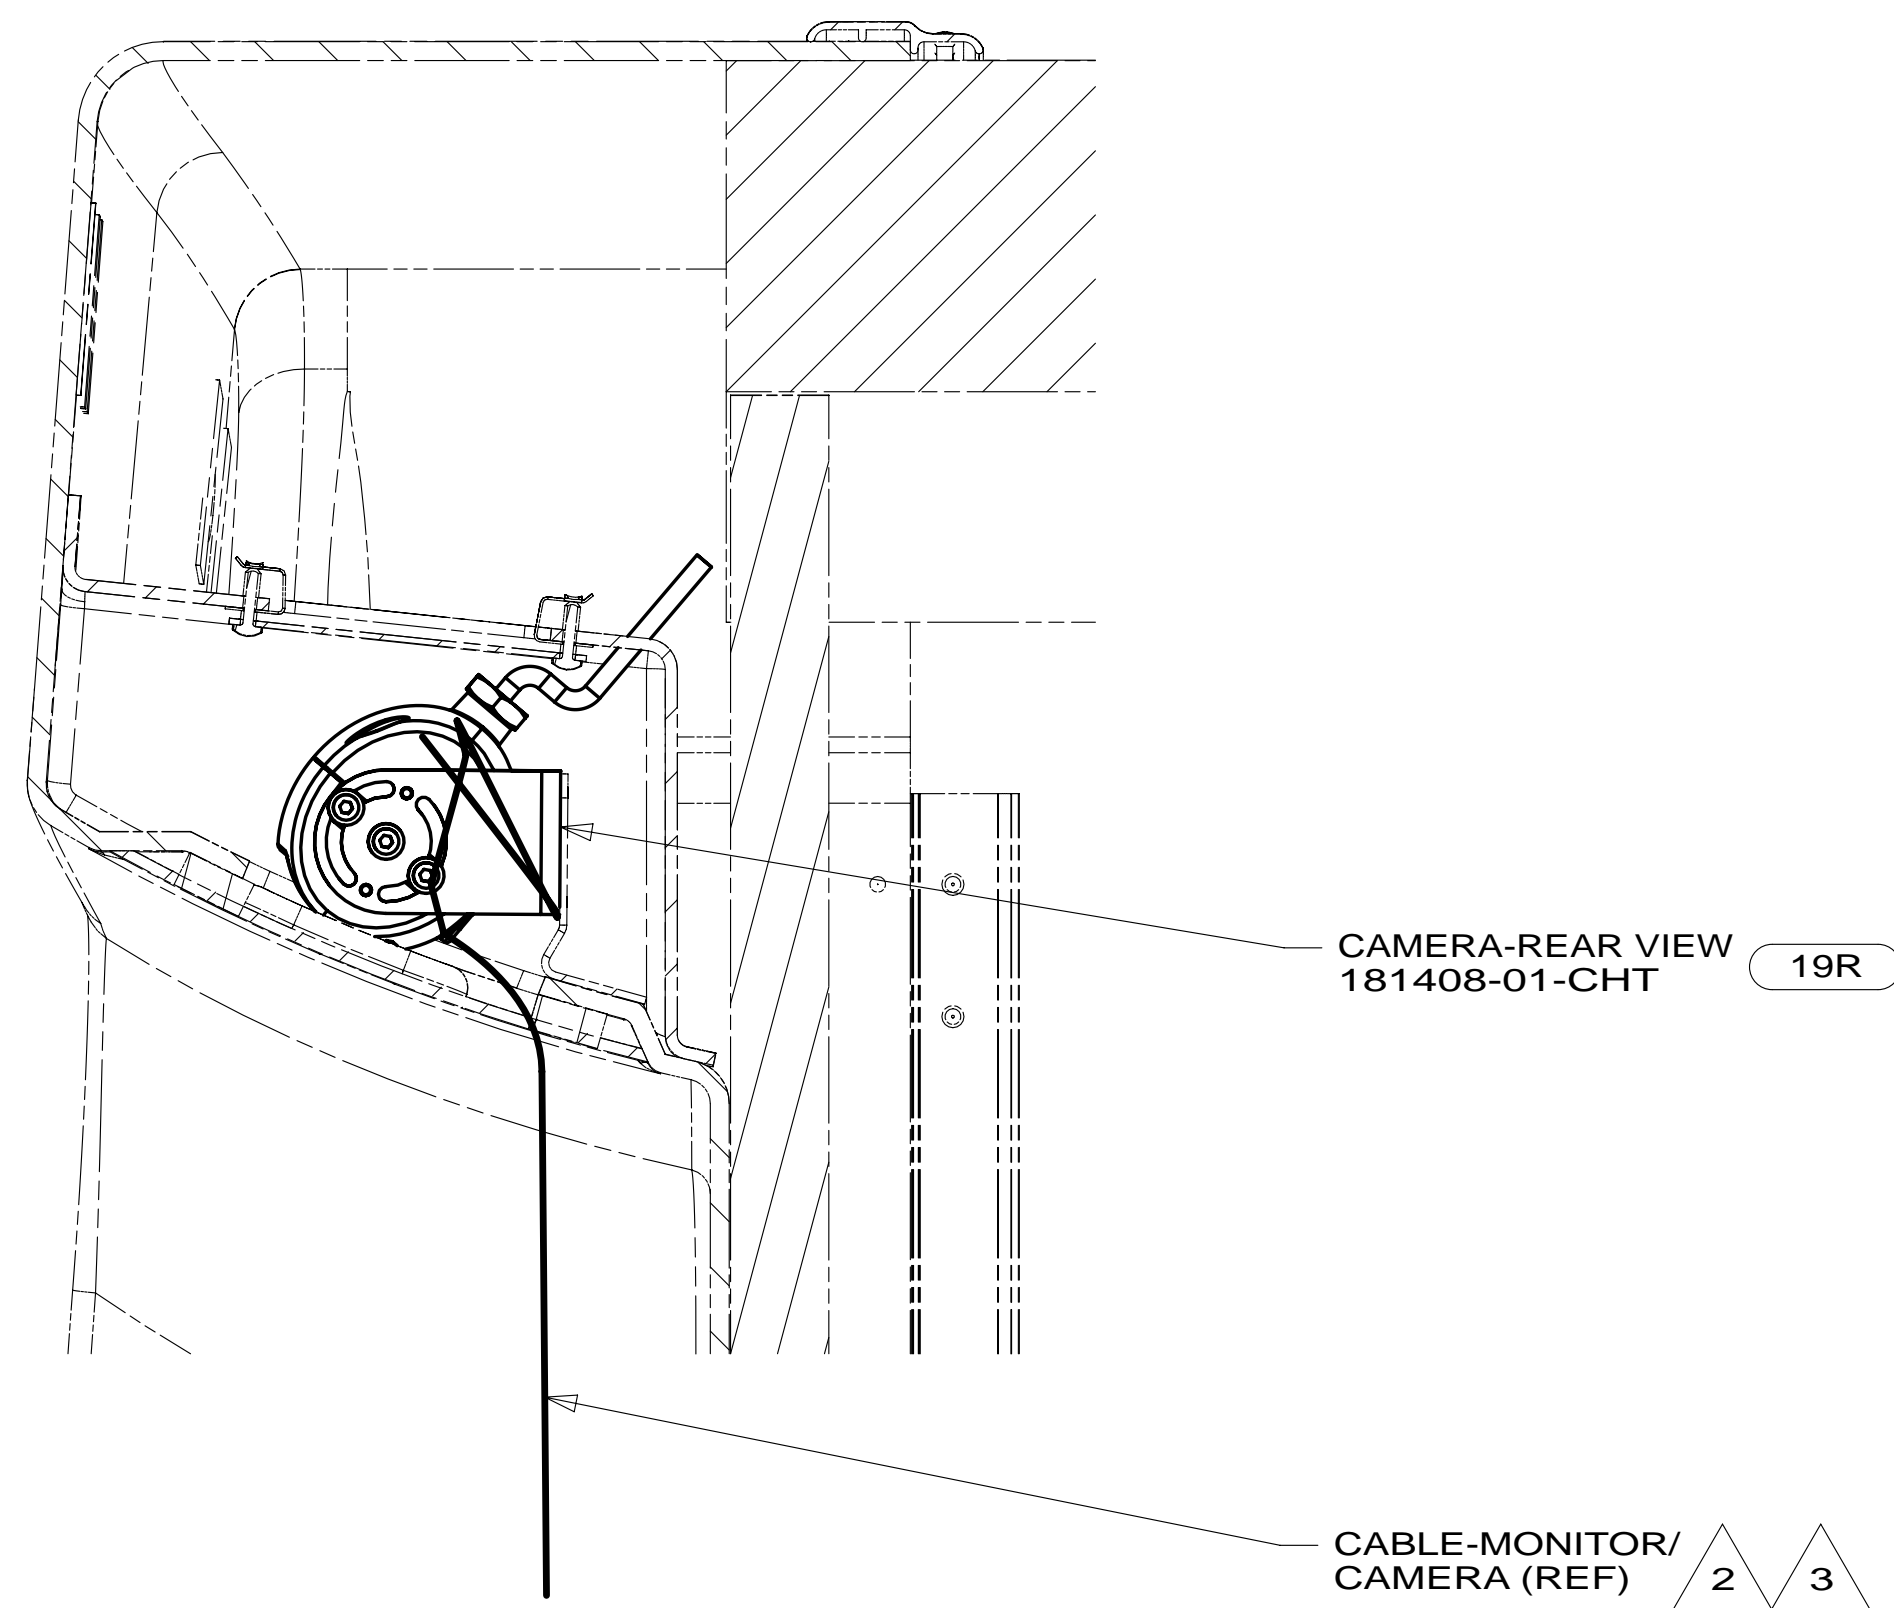 CAMERA-REAR VIEW
181408-01-CHT
19R
CABLE-MONITOR/
CAMERA (REF)
2 3